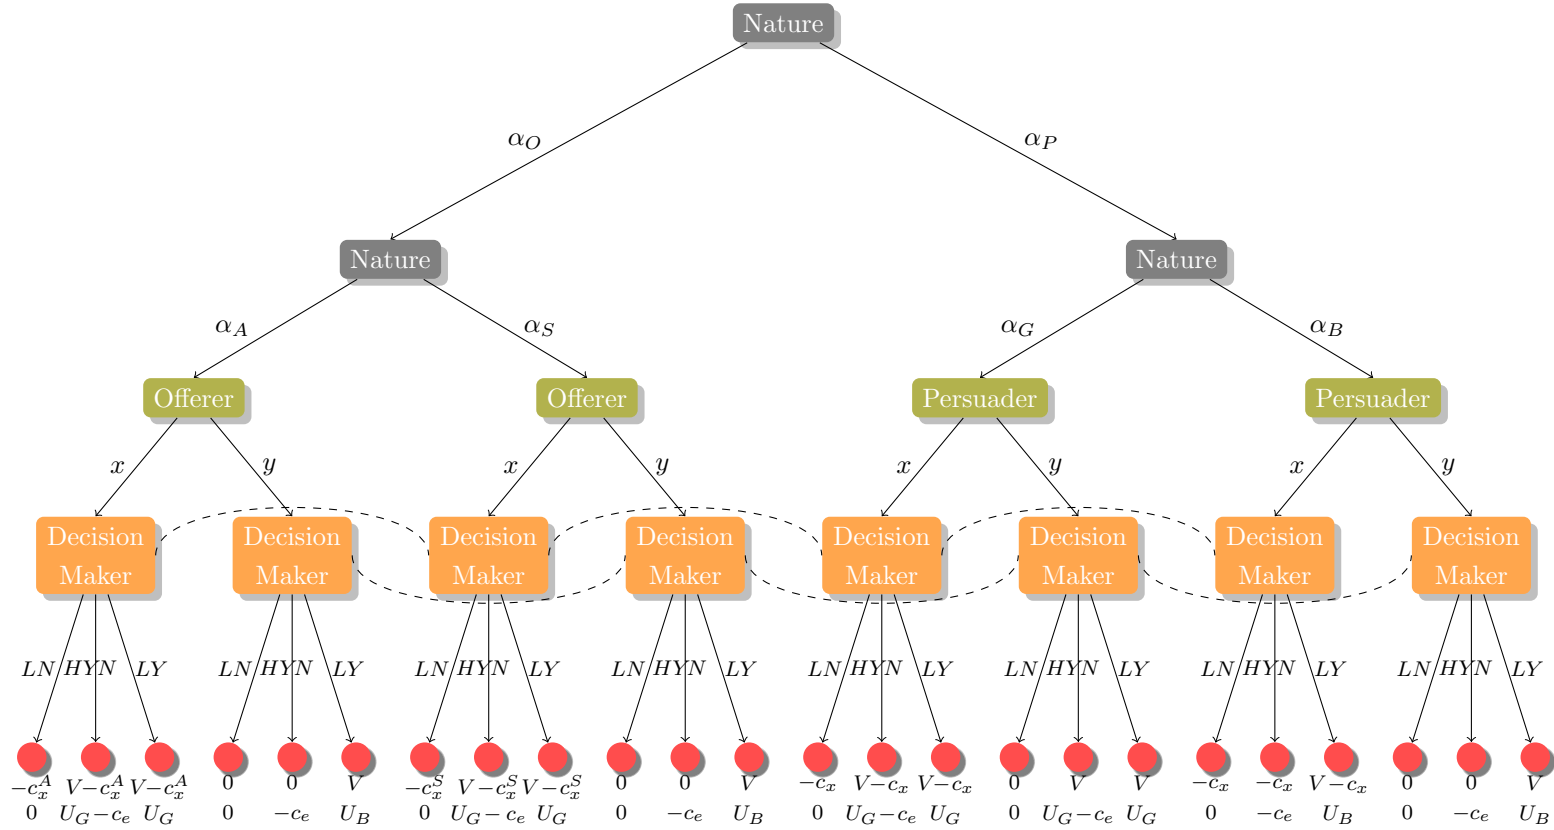 Nature
α_O α_P
Nature Nature
α_A α_S α_G α_B
Offerer Offerer Persuader Persuader
x y x y x y x y
Decision Decision Decision Decision Decision Decision Decision Decision
Maker Maker Maker Maker Maker Maker Maker Maker
LN HYN LY LN HYN LY LN HYN LY LN HYN LY LN HYN LY LN HYN LY LN HYN LY LN HYN LY
−c_x^A V−c_x^A V−c_x^A 0 0 V −c_x^S V−c_x^S V−c_x^S 0 0 V −c_x V−c_x V−c_x 0 V V −c_x −c_x V−c_x 0 0 V
0 U_G−c_e U_G 0 −c_e U_B 0 U_G−c_e U_G 0 −c_e U_B 0 U_G−c_e U_G 0 U_G−c_e U_G 0 −c_e U_B 0 −c_e U_B